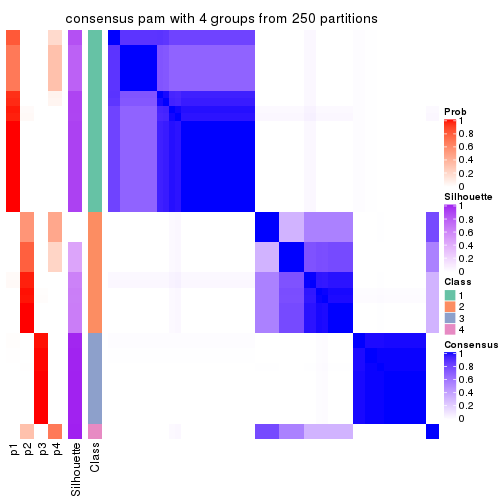 consensus pam with 4 groups from 250 partitions
Prob
1
0.8
0.6
0.4
0.2
0
Silhouette
1
0.8
0.6
0.4
0.2
0
Class
1
2
3
4
Consensus
1
0.8
0.6
0.4
0.2
0
p1
p2
p3
p4
Silhouette
Class